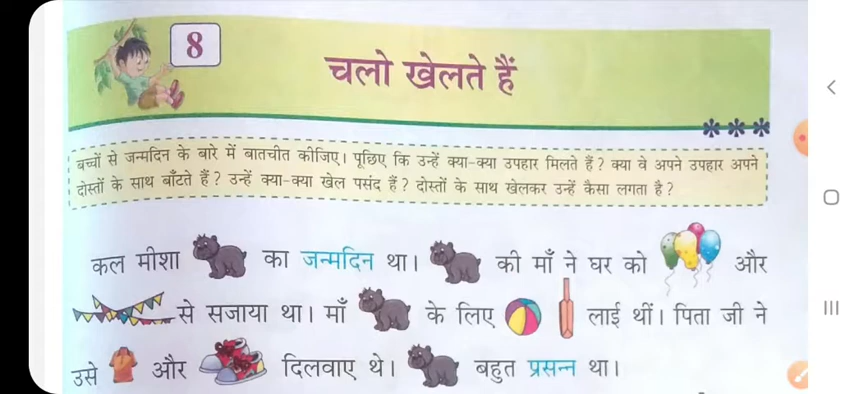 8
चलो खेलते हैं
बच्चों से जन्मदिन के बारे में बातचीत कीजिए। पूछिए कि उन्हें क्या-क्या उपहार मिलते हैं? क्या वे अपने उपहार अपने
दोस्तों के साथ बाँटते हैं? उन्हें क्या-क्या खेल पसंद हैं? दोस्तों के साथ खेलकर उन्हें कैसा लगता है?
कल मीशा का जन्मदिन था। की माँ ने घर को और
से सजाया था। माँ के लिए लाई थीं। पिता जी ने
उसे और दिलवाए थे। बहुत प्रसन्न था।